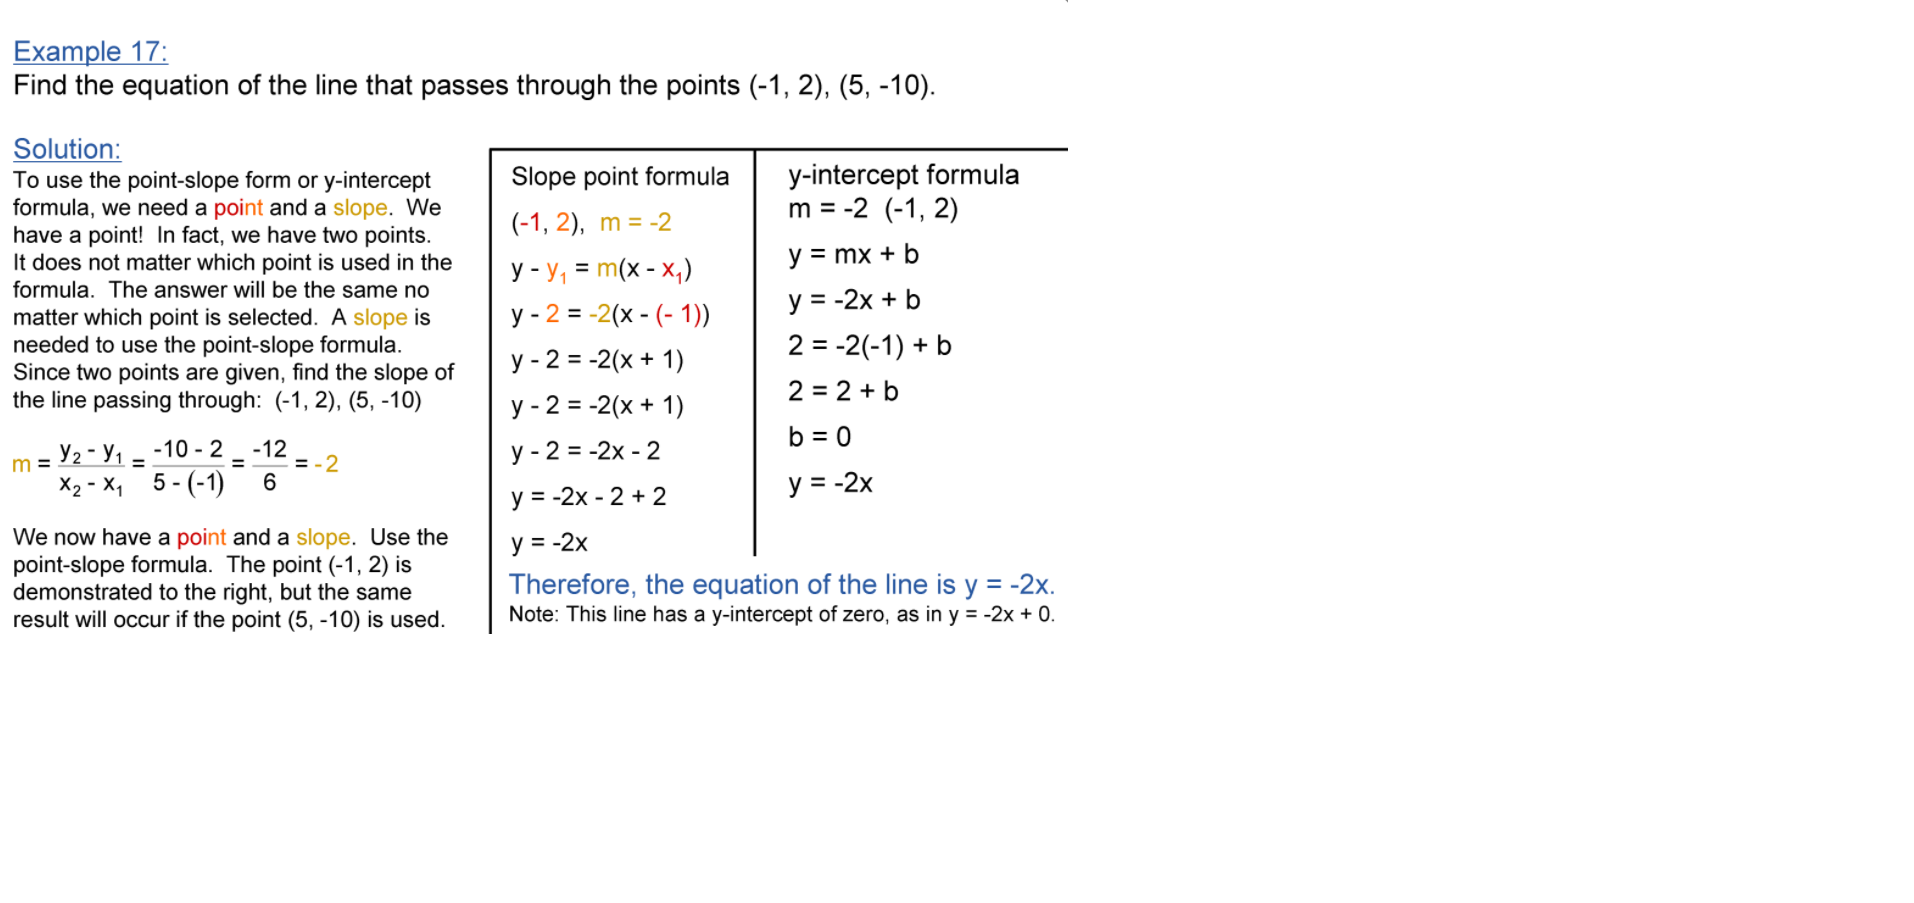 Example 17:
Find the equation of the line that passes through the points (-1, 2), (5, -10).
Solution:
To use the point-slope form or y-intercept
formula, we need a point and a slope.  We
have a point!  In fact, we have two points.
It does not matter which point is used in the
formula.  The answer will be the same no
matter which point is selected.  A slope is
needed to use the point-slope formula.
Since two points are given, find the slope of
the line passing through:  (-1, 2), (5, -10)
m = (y₂ - y₁)/(x₂ - x₁) = (-10 - 2)/(5 - (-1)) = -12/6 = -2
We now have a point and a slope.  Use the
point-slope formula.  The point (-1, 2) is
demonstrated to the right, but the same
result will occur if the point (5, -10) is used.
Slope point formula
(-1, 2),  m = -2
y - y₁ = m(x - x₁)
y - 2 = -2(x - (- 1))
y - 2 = -2(x + 1)
y - 2 = -2(x + 1)
y - 2 = -2x - 2
y = -2x - 2 + 2
y = -2x
y-intercept formula
m = -2  (-1, 2)
y = mx + b
y = -2x + b
2 = -2(-1) + b
2 = 2 + b
b = 0
y = -2x
Therefore, the equation of the line is y = -2x.
Note: This line has a y-intercept of zero, as in y = -2x + 0.